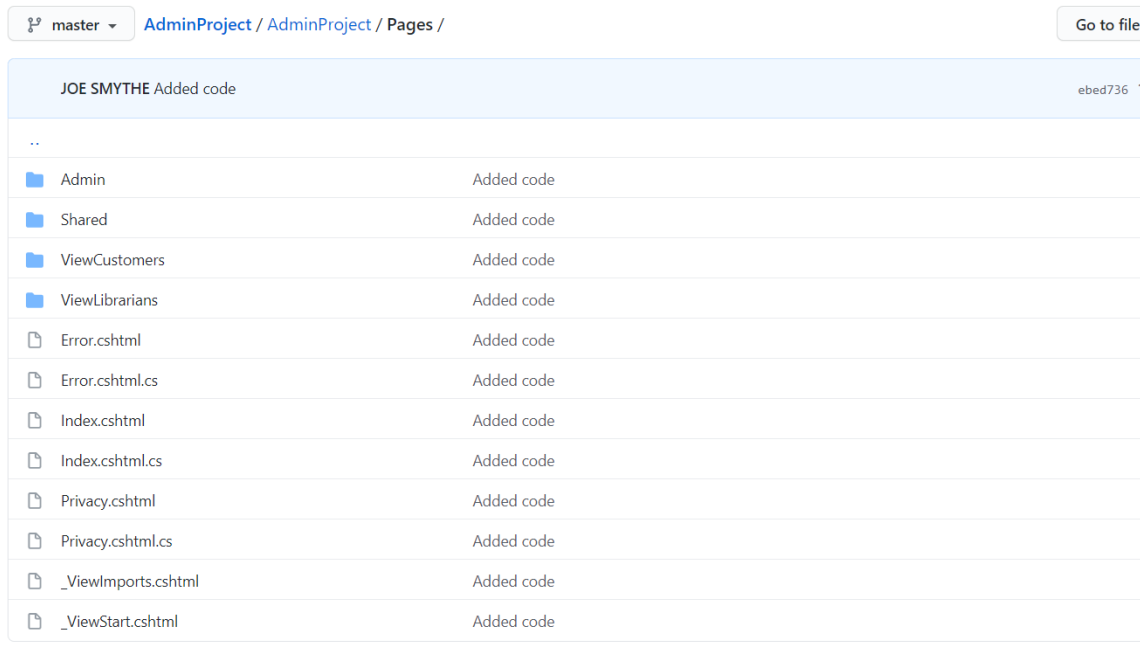 master AdminProject / AdminProject / Pages / Go to file
JOE SMYTHE Added code ebed736
..
Admin Added code
Shared Added code
ViewCustomers Added code
ViewLibrarians Added code
Error.cshtml Added code
Error.cshtml.cs Added code
Index.cshtml Added code
Index.cshtml.cs Added code
Privacy.cshtml Added code
Privacy.cshtml.cs Added code
_ViewImports.cshtml Added code
_ViewStart.cshtml Added code